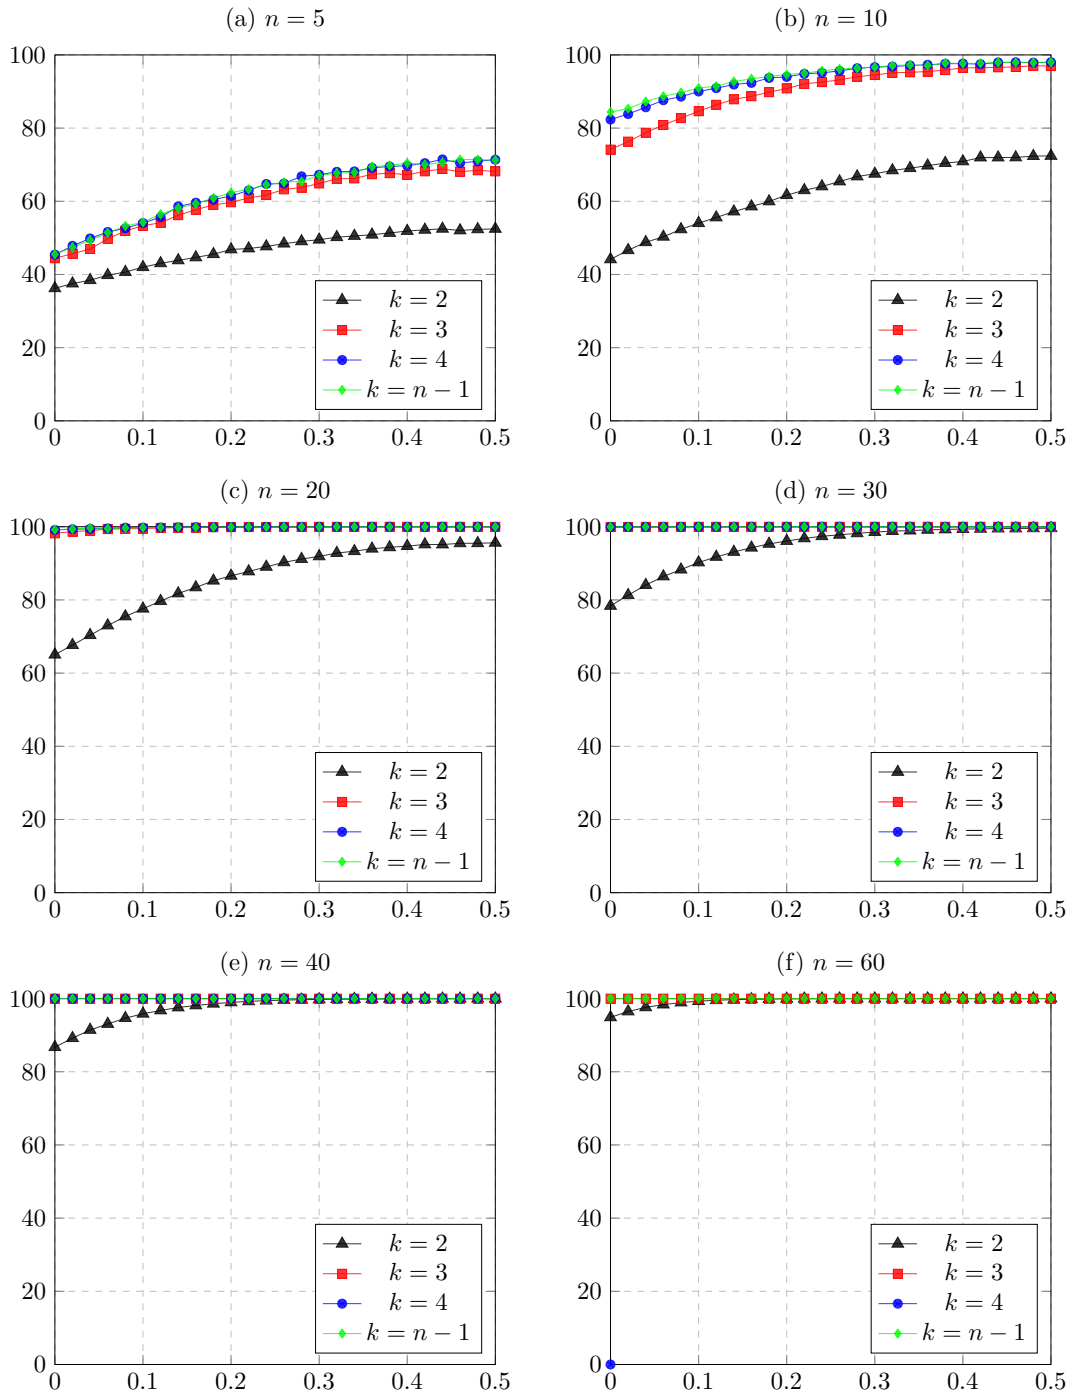 (a) n = 5
100
80
60
40
20
0
0 0.1 0.2 0.3 0.4 0.5
k = 2
k = 3
k = 4
k = n − 1
(b) n = 10
100
80
60
40
20
0
0 0.1 0.2 0.3 0.4 0.5
k = 2
k = 3
k = 4
k = n − 1
(c) n = 20
100
80
60
40
20
0
0 0.1 0.2 0.3 0.4 0.5
k = 2
k = 3
k = 4
k = n − 1
(d) n = 30
100
80
60
40
20
0
0 0.1 0.2 0.3 0.4 0.5
k = 2
k = 3
k = 4
k = n − 1
(e) n = 40
100
80
60
40
20
0
0 0.1 0.2 0.3 0.4 0.5
k = 2
k = 3
k = 4
k = n − 1
(f) n = 60
100
80
60
40
20
0
0 0.1 0.2 0.3 0.4 0.5
k = 2
k = 3
k = 4
k = n − 1